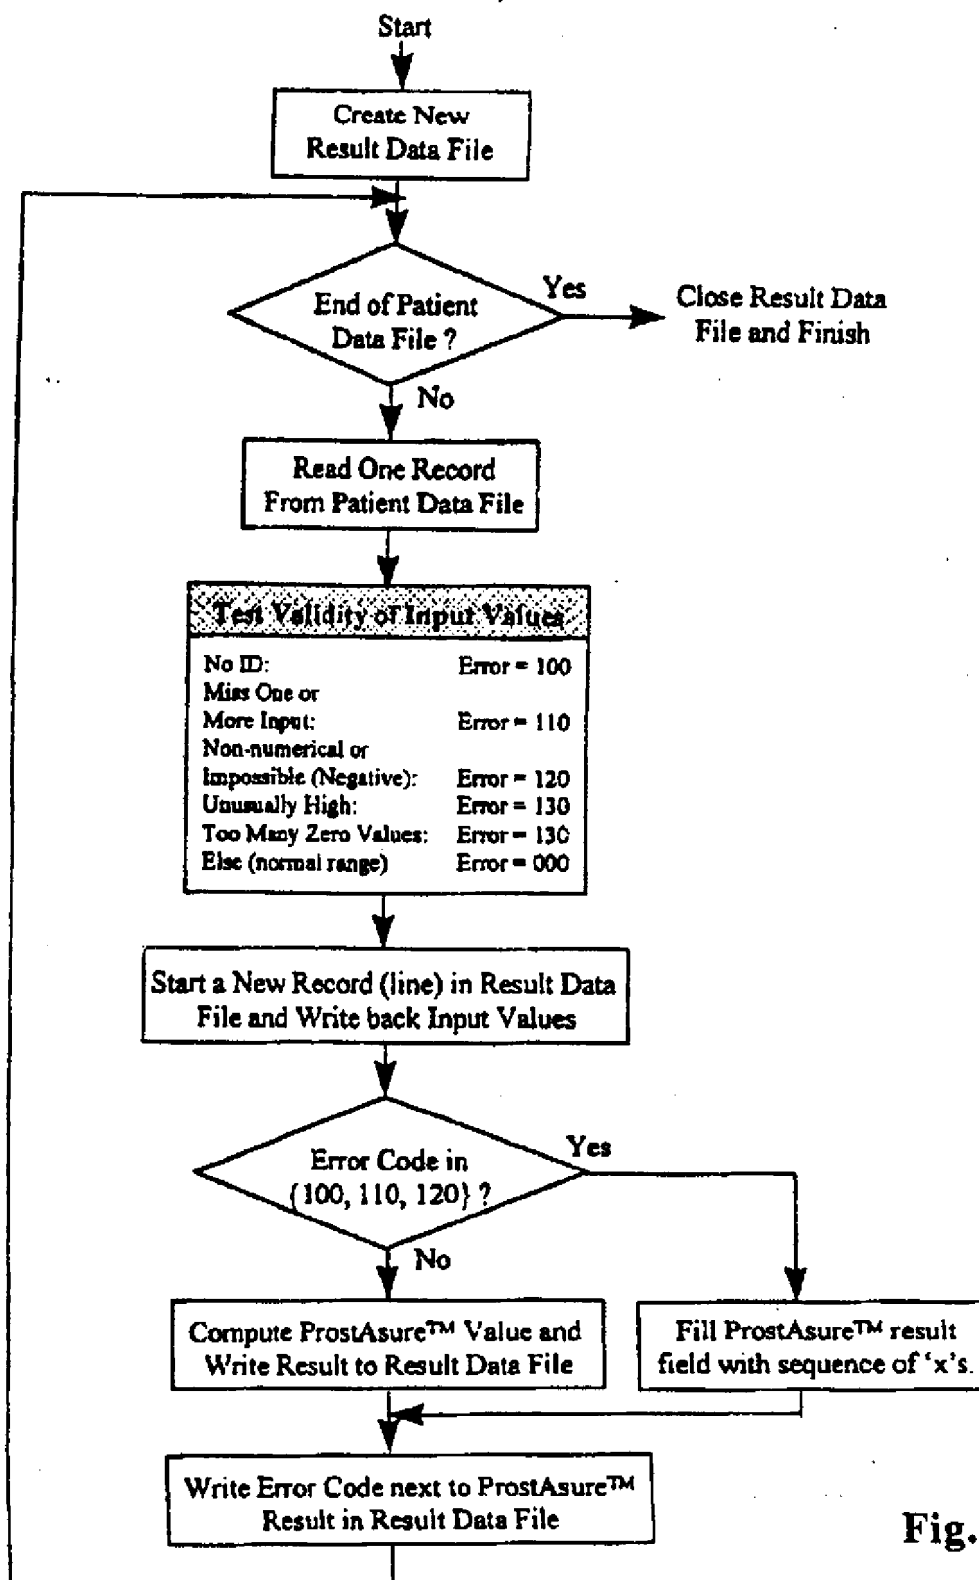 Start
Create New
Result Data File
End of Patient
Data File ?
Yes
Close Result Data
File and Finish
No
Read One Record
From Patient Data File
Test Validity of Input Values
No ID: Error = 100
Miss One or
More Input: Error = 110
Non-numerical or
Impossible (Negative): Error = 120
Unusually High: Error = 130
Too Many Zero Values: Error = 130
Else (normal range) Error = 000
Start a New Record (line) in Result Data
File and Write back Input Values
Error Code in
{100, 110, 120} ?
Yes
No
Compute ProstAsure™ Value and
Write Result to Result Data File
Fill ProstAsure™ result
field with sequence of ‘x’s.
Write Error Code next to ProstAsure™
Result in Result Data File
Fig.